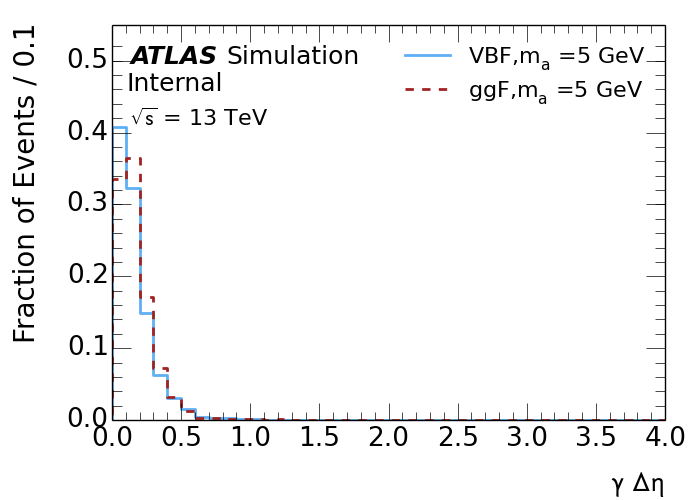 Fraction of Events / 0.1
ATLAS Simulation
Internal
√s = 13 TeV
VBF,mₐ =5 GeV
ggF,mₐ =5 GeV
0.5
0.4
0.3
0.2
0.1
0.0
0.0 0.5 1.0 1.5 2.0 2.5 3.0 3.5 4.0
γ Δη